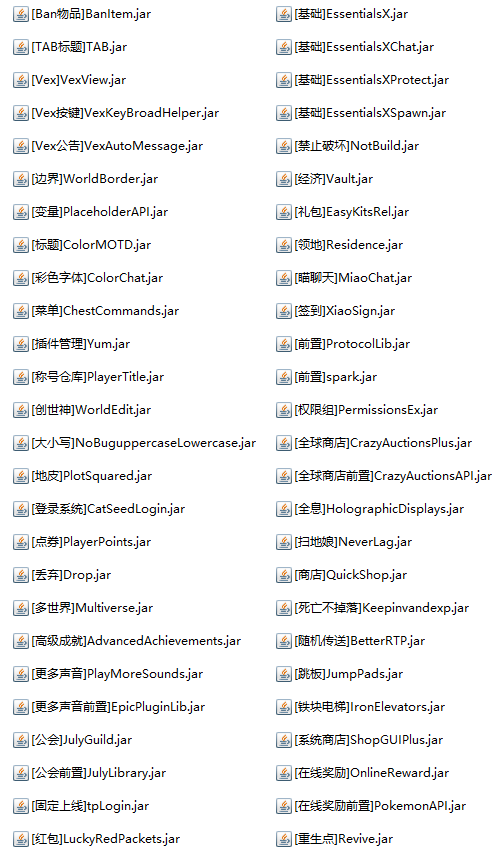 [Ban物品]BanItem.jar
[TAB标题]TAB.jar
[Vex]VexView.jar
[Vex按键]VexKeyBroadHelper.jar
[Vex公告]VexAutoMessage.jar
[边界]WorldBorder.jar
[变量]PlaceholderAPI.jar
[标题]ColorMOTD.jar
[彩色字体]ColorChat.jar
[菜单]ChestCommands.jar
[插件管理]Yum.jar
[称号仓库]PlayerTitle.jar
[创世神]WorldEdit.jar
[大小写]NoBuguppercaseLowercase.jar
[地皮]PlotSquared.jar
[登录系统]CatSeedLogin.jar
[点券]PlayerPoints.jar
[丢弃]Drop.jar
[多世界]Multiverse.jar
[高级成就]AdvancedAchievements.jar
[更多声音]PlayMoreSounds.jar
[更多声音前置]EpicPluginLib.jar
[公会]JulyGuild.jar
[公会前置]JulyLibrary.jar
[固定上线]tpLogin.jar
[红包]LuckyRedPackets.jar
[基础]EssentialsX.jar
[基础]EssentialsXChat.jar
[基础]EssentialsXProtect.jar
[基础]EssentialsXSpawn.jar
[禁止破坏]NotBuild.jar
[经济]Vault.jar
[礼包]EasyKitsRel.jar
[领地]Residence.jar
[瞄聊天]MiaoChat.jar
[签到]XiaoSign.jar
[前置]ProtocolLib.jar
[前置]spark.jar
[权限组]PermissionsEx.jar
[全球商店]CrazyAuctionsPlus.jar
[全球商店前置]CrazyAuctionsAPI.jar
[全息]HolographicDisplays.jar
[扫地娘]NeverLag.jar
[商店]QuickShop.jar
[死亡不掉落]Keepinvandexp.jar
[随机传送]BetterRTP.jar
[跳板]JumpPads.jar
[铁块电梯]IronElevators.jar
[系统商店]ShopGUIPlus.jar
[在线奖励]OnlineReward.jar
[在线奖励前置]PokemonAPI.jar
[重生点]Revive.jar